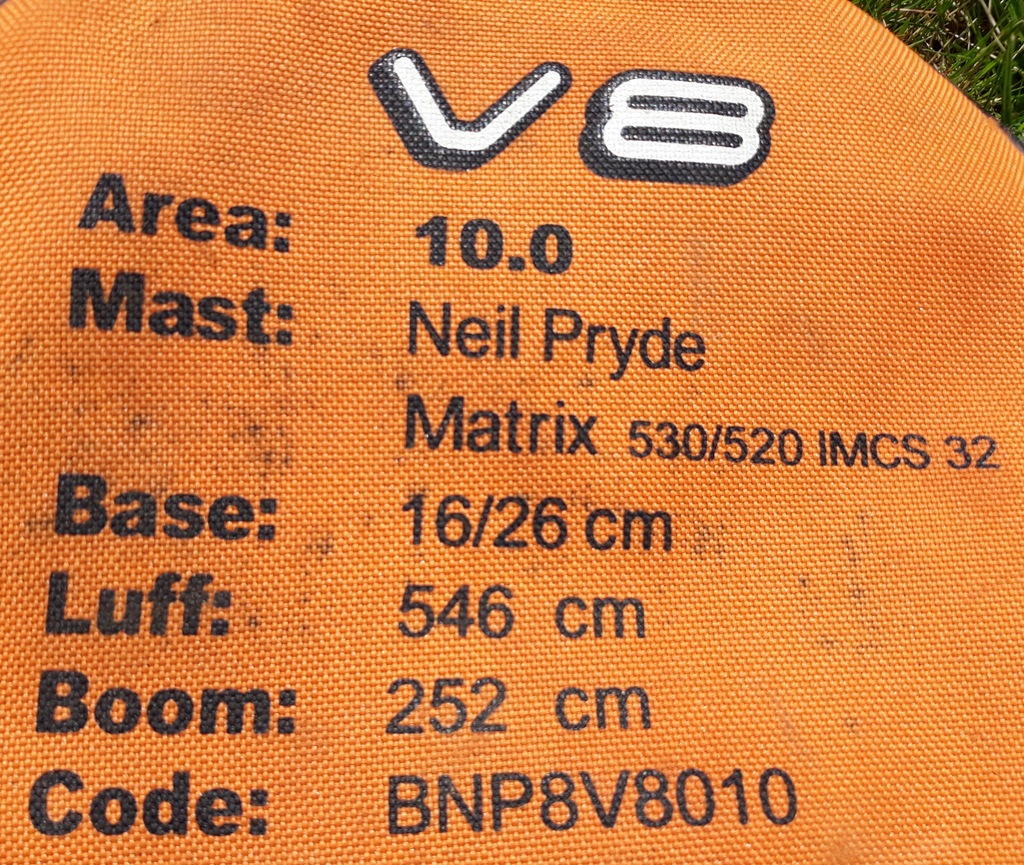 V8
Area: 10.0
Mast: Neil Pryde
Matrix 530/520 IMCS 32
Base: 16/26 cm
Luff: 546 cm
Boom: 252 cm
Code: BNP8V8010